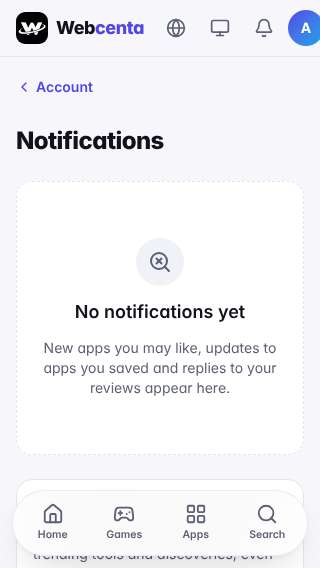 Webcenta
A
Account
Notifications
No notifications yet
New apps you may like, updates to
apps you saved and replies to your
reviews appear here.
Home
Games
Apps
Search
trending tools and discoveries, even